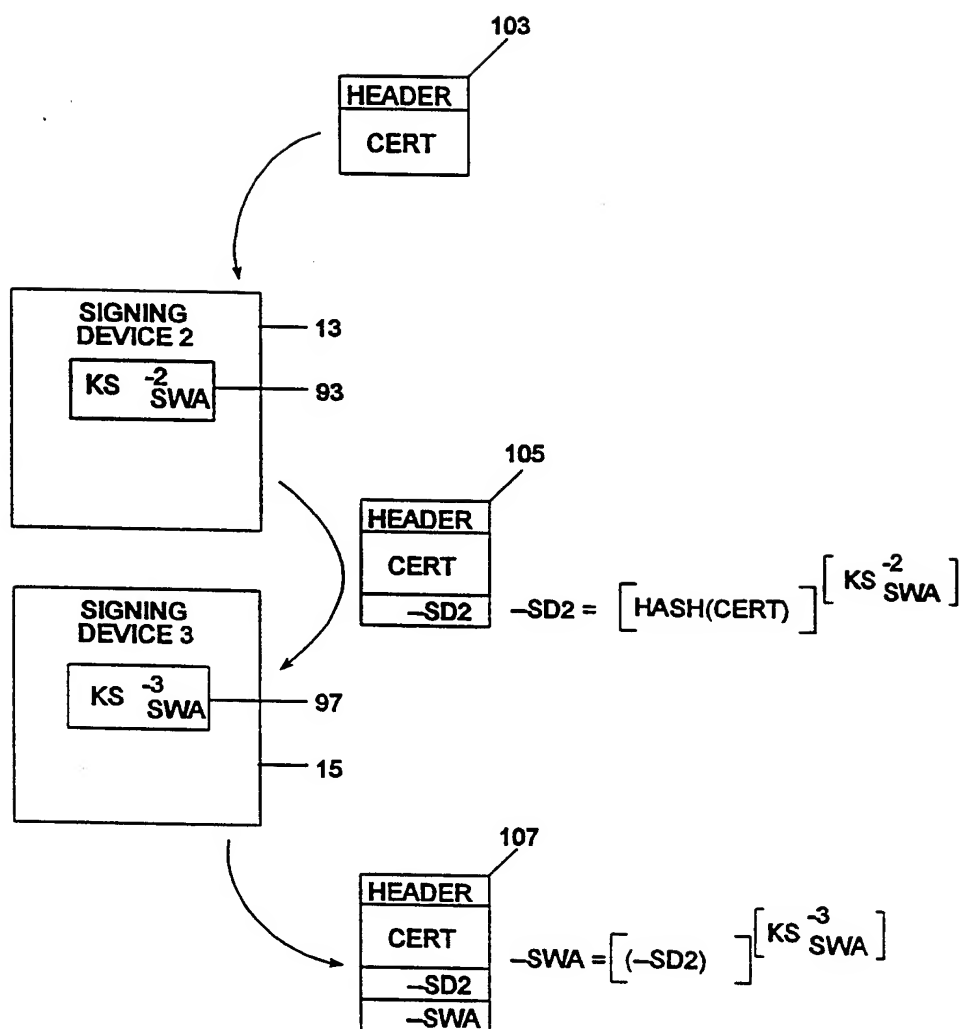 103
HEADER
CERT
SIGNING
DEVICE 2
13
KS -2 SWA
93
105
HEADER
CERT
–SD2
–SD2 = [HASH(CERT)] [KS -2 SWA]
SIGNING
DEVICE 3
KS -3 SWA
97
15
107
HEADER
CERT
–SD2
–SWA
–SWA = [(–SD2) ] [KS -3 SWA]